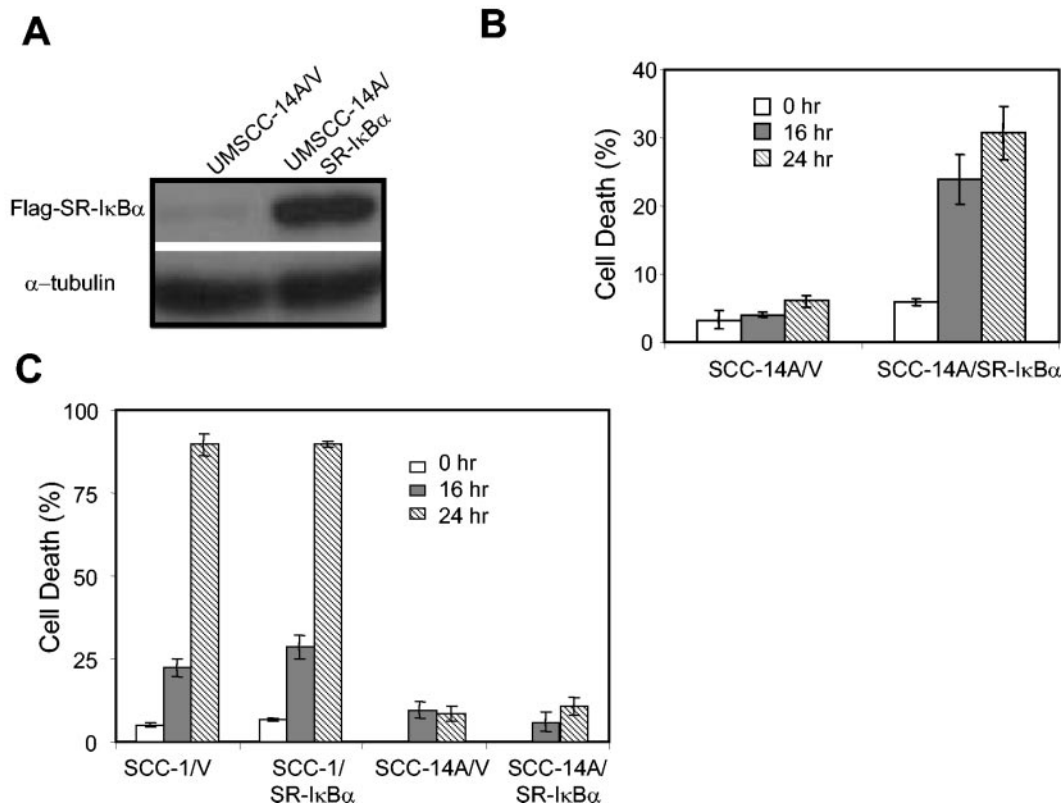 A
UMSCC-14A/V
UMSCC-14A/
SR-IκBα
Flag-SR-IκBα
α–tubulin
B
Cell Death (%)
40
30
20
10
0
0 hr
16 hr
24 hr
SCC-14A/V
SCC-14A/SR-IκBα
C
Cell Death (%)
100
75
50
25
0
0 hr
16 hr
24 hr
SCC-1/V
SCC-1/
SR-IκBα
SCC-14A/V
SCC-14A/
SR-IκBα